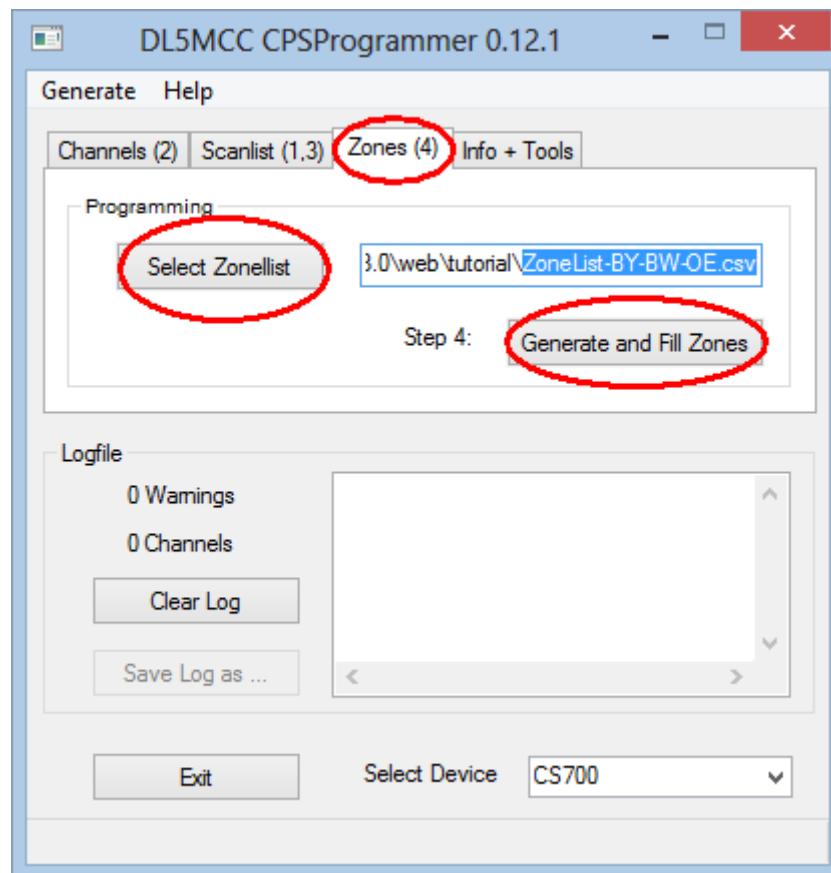 DL5MCC CPSProgrammer 0.12.1
Generate Help
Channels (2) Scanlist (1,3) Zones (4) Info + Tools
Programming
Select Zonellist 3.0\web\tutorial\ZoneList-BY-BW-OE.csv
Step 4: Generate and Fill Zones
Logfile
0 Warnings
0 Channels
Clear Log
Save Log as ...
Exit Select Device CS700